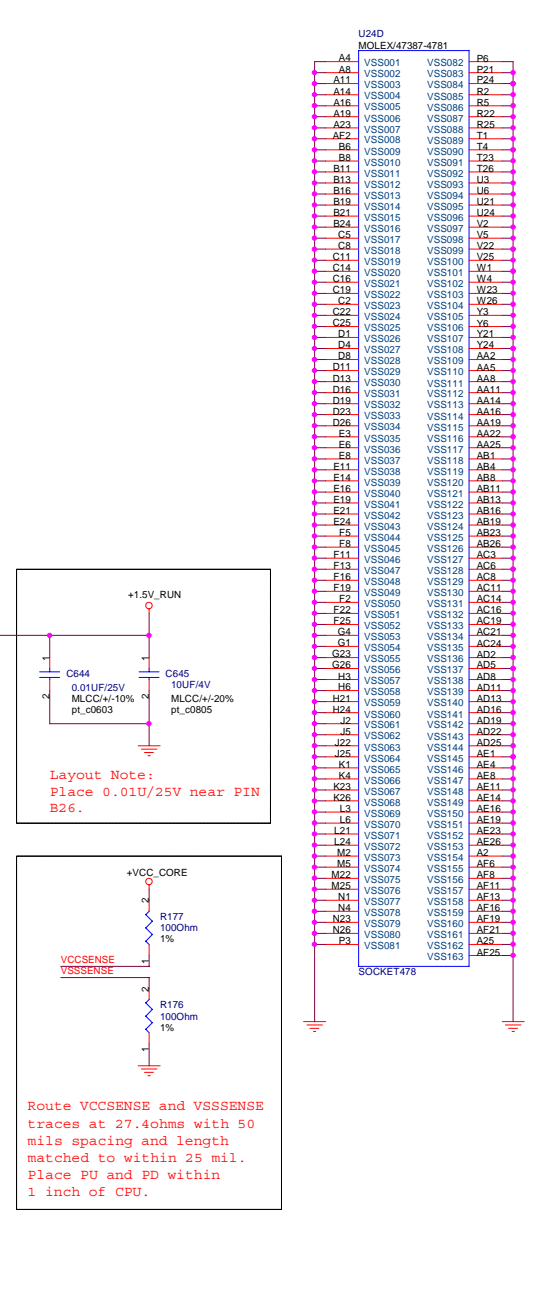 U24D
MOLEX/47387-4781
A4 VSS001 VSS082 P6
A8 VSS002 VSS083 P21
A11 VSS003 VSS084 P24
A14 VSS004 VSS085 R2
A16 VSS005 VSS086 R5
A19 VSS006 VSS087 R22
A23 VSS007 VSS088 R25
AF2 VSS008 VSS089 T1
B6 VSS009 VSS090 T4
B8 VSS010 VSS091 T23
B11 VSS011 VSS092 T26
B13 VSS012 VSS093 U3
B16 VSS013 VSS094 U6
B19 VSS014 VSS095 U21
B21 VSS015 VSS096 U24
B24 VSS016 VSS097 V2
C5 VSS017 VSS098 V5
C8 VSS018 VSS099 V22
C11 VSS019 VSS100 V25
C14 VSS020 VSS101 W1
C16 VSS021 VSS102 W4
C19 VSS022 VSS103 W23
C2 VSS023 VSS104 W26
C22 VSS024 VSS105 Y3
C25 VSS025 VSS106 Y6
D1 VSS026 VSS107 Y21
D4 VSS027 VSS108 Y24
D8 VSS028 VSS109 AA2
D11 VSS029 VSS110 AA5
D13 VSS030 VSS111 AA8
D16 VSS031 VSS112 AA11
D19 VSS032 VSS113 AA14
D23 VSS033 VSS114 AA16
D26 VSS034 VSS115 AA19
E3 VSS035 VSS116 AA22
E6 VSS036 VSS117 AA25
E8 VSS037 VSS118 AB1
E11 VSS038 VSS119 AB4
E14 VSS039 VSS120 AB8
E16 VSS040 VSS121 AB11
E19 VSS041 VSS122 AB13
E21 VSS042 VSS123 AB16
E24 VSS043 VSS124 AB19
F5 VSS044 VSS125 AB23
F8 VSS045 VSS126 AB26
F11 VSS046 VSS127 AC3
F13 VSS047 VSS128 AC6
F16 VSS048 VSS129 AC8
F19 VSS049 VSS130 AC11
F2 VSS050 VSS131 AC14
F22 VSS051 VSS132 AC16
F25 VSS052 VSS133 AC19
G4 VSS053 VSS134 AC21
G1 VSS054 VSS135 AC24
G23 VSS055 VSS136 AD2
G26 VSS056 VSS137 AD5
H3 VSS057 VSS138 AD8
H6 VSS058 VSS139 AD11
H21 VSS059 VSS140 AD13
H24 VSS060 VSS141 AD16
J2 VSS061 VSS142 AD19
J5 VSS062 VSS143 AD22
J22 VSS063 VSS144 AD25
J25 VSS064 VSS145 AE1
K1 VSS065 VSS146 AE4
K4 VSS066 VSS147 AE8
K23 VSS067 VSS148 AE11
K26 VSS068 VSS149 AE14
L3 VSS069 VSS150 AE16
L6 VSS070 VSS151 AE19
L21 VSS071 VSS152 AE23
L24 VSS072 VSS153 AE26
M2 VSS073 VSS154 A2
M5 VSS074 VSS155 AF6
M22 VSS075 VSS156 AF8
M25 VSS076 VSS157 AF11
N1 VSS077 VSS158 AF13
N4 VSS078 VSS159 AF16
N23 VSS079 VSS160 AF19
N26 VSS080 VSS161 AF21
P3 VSS081 VSS162 A25
VSS163 AF25
SOCKET478
+1.5V_RUN
1
2
C644
0.01UF/25V
MLCC/+/-10%
pt_c0603
1
2
C645
10UF/4V
MLCC/+/-20%
pt_c0805
Layout Note:
Place 0.01U/25V near PIN
B26.
+VCC_CORE
2
R177
100Ohm
1%
1
VCCSENSE
VSSSENSE
2
R176
100Ohm
1%
1
Route VCCSENSE and VSSSENSE
traces at 27.4ohms with 50
mils spacing and length
matched to within 25 mil.
Place PU and PD within
1 inch of CPU.